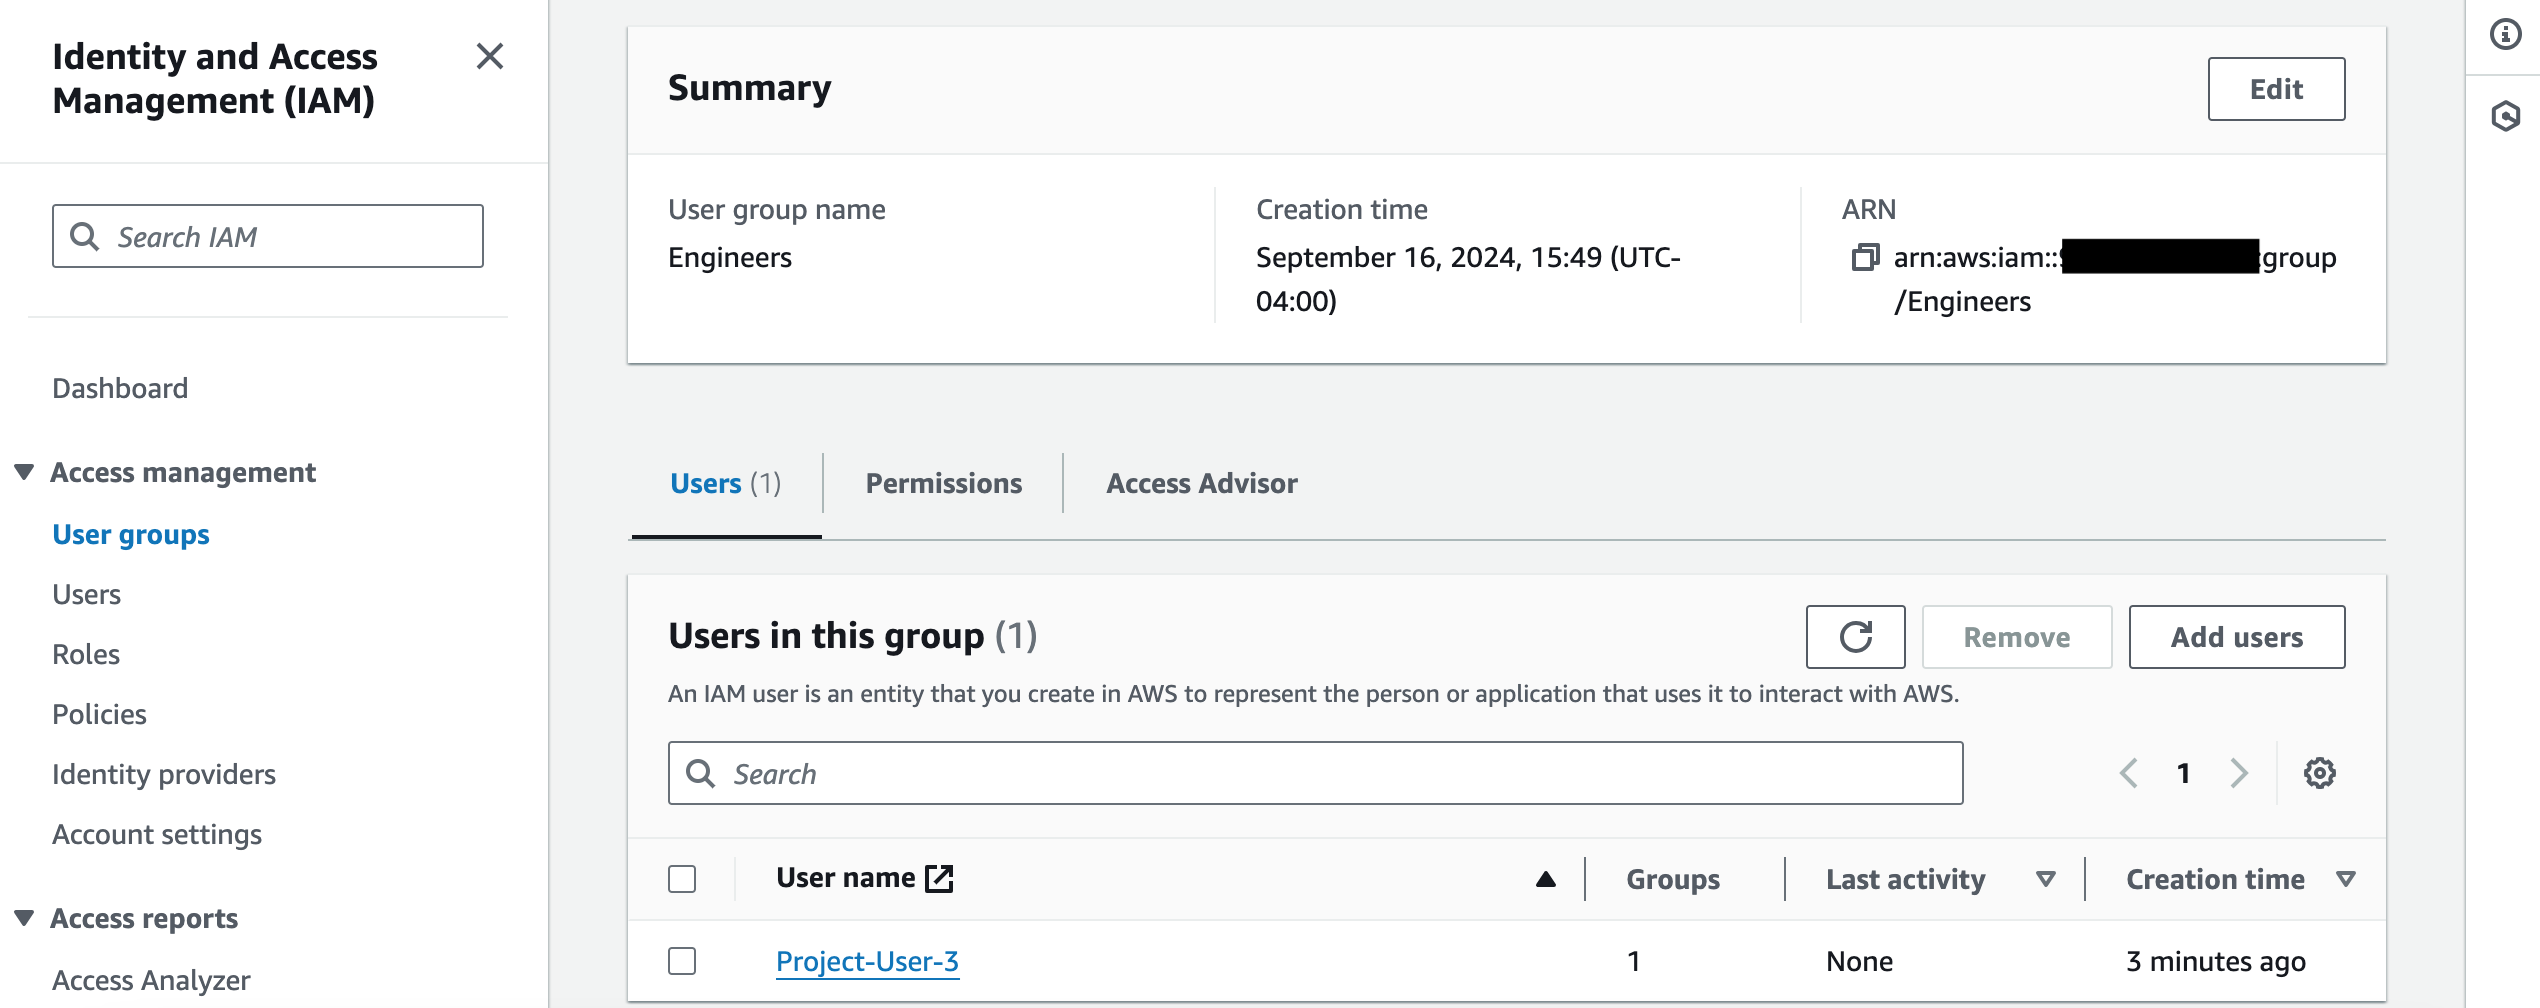 Identity and Access
Management (IAM)
Search IAM
Dashboard
Access management
User groups
Users
Roles
Policies
Identity providers
Account settings
Access reports
Access Analyzer
Summary
Edit
User group name
Engineers
Creation time
September 16, 2024, 15:49 (UTC-
04:00)
ARN
arn:aws:iam:: :group
/Engineers
Users (1)
Permissions
Access Advisor
Users in this group (1)
Remove
Add users
An IAM user is an entity that you create in AWS to represent the person or application that uses it to interact with AWS.
Search
1
User name
Groups
Last activity
Creation time
Project-User-3
1
None
3 minutes ago